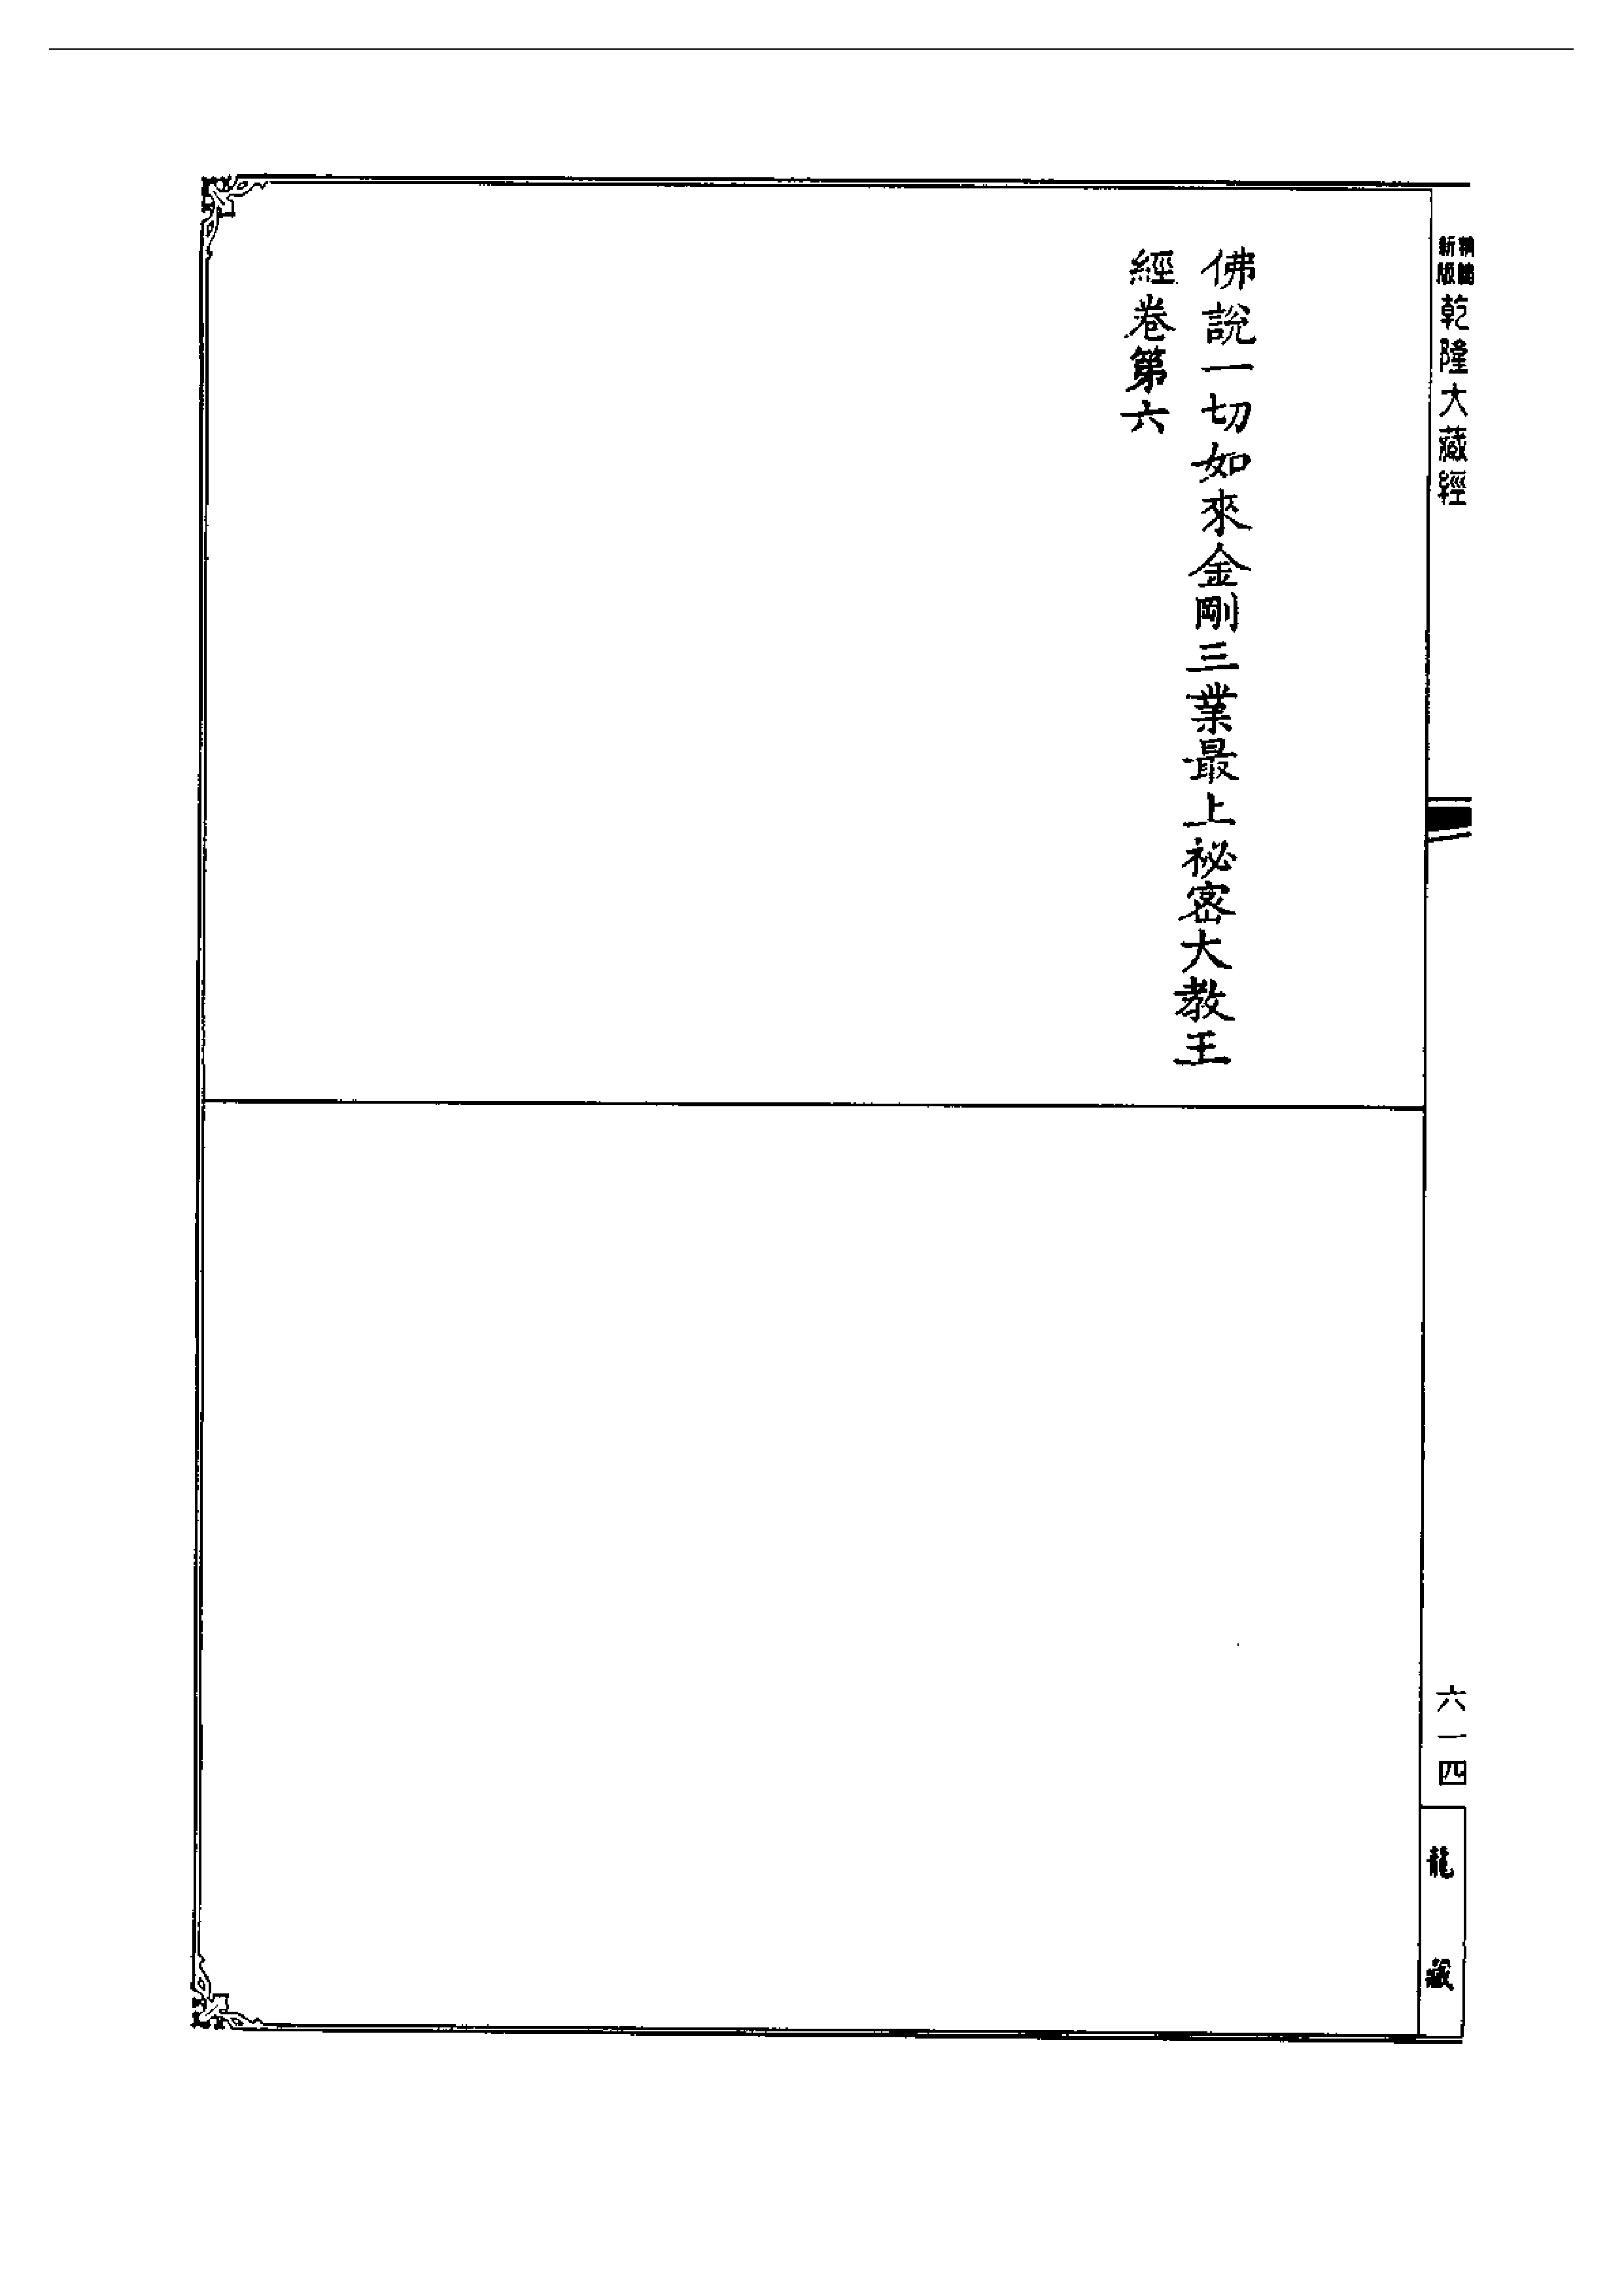 精編
新版
乾隆大藏經
六一四
龍藏
佛說一切如來金剛三業最上祕密大教王
經卷第六